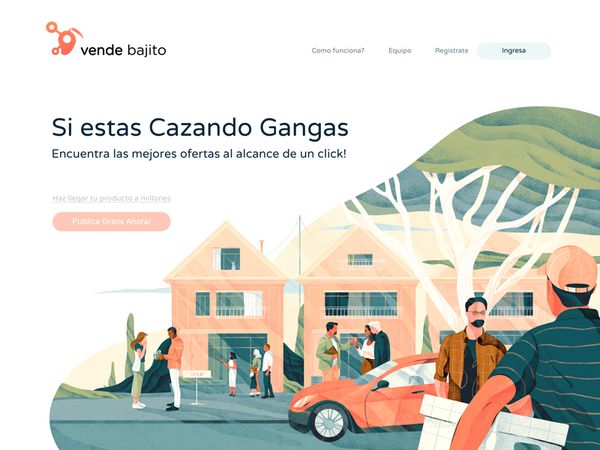 vende bajito
Como funciona?
Equipo
Registrate
Ingresa
Si estas Cazando Gangas
Encuentra las mejores ofertas al alcance de un click!
Haz llegar tu producto a millones
Publica Gratis Ahora!